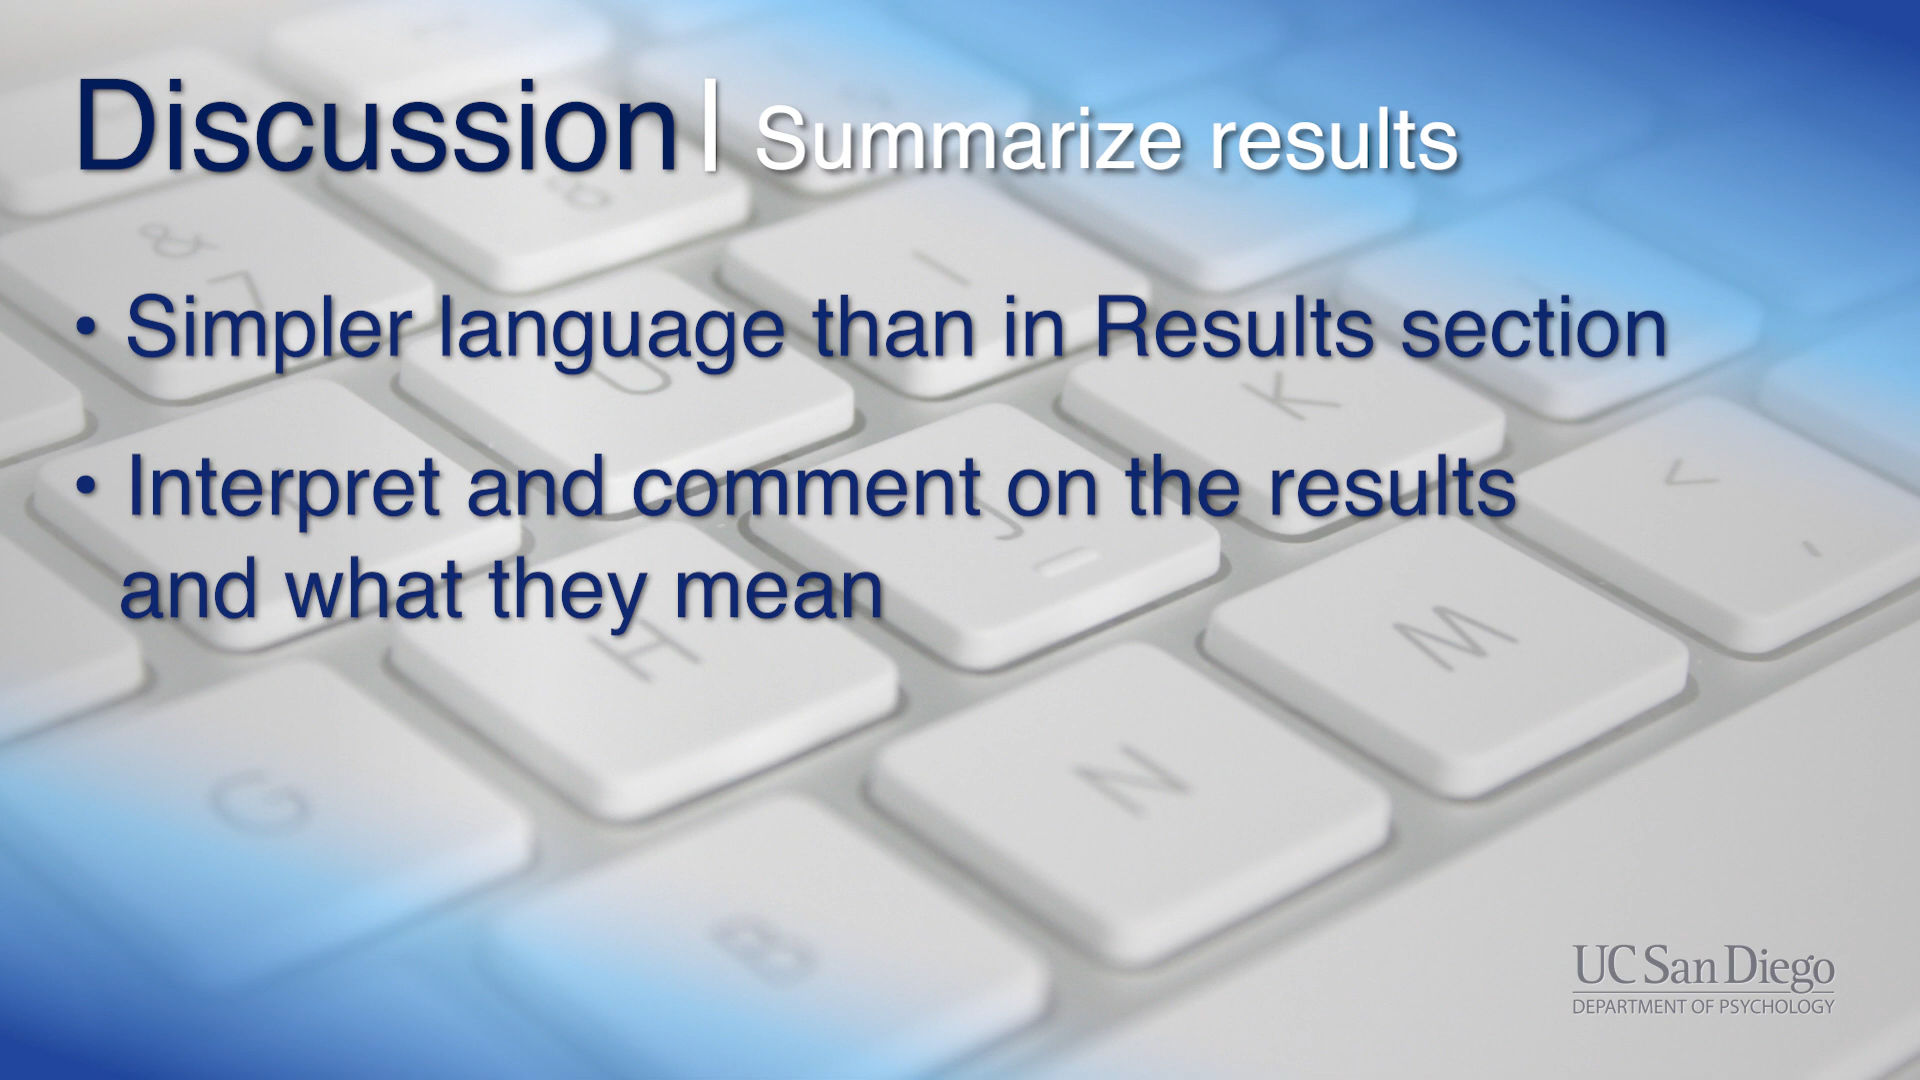 Discussion | Summarize results
• Simpler language than in Results section
• Interpret and comment on the results
and what they mean
UC San Diego
DEPARTMENT OF PSYCHOLOGY